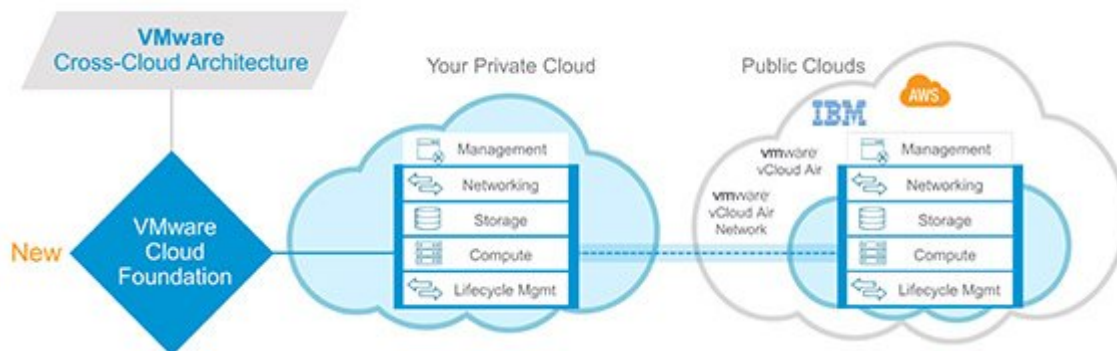 VMware
Cross-Cloud Architecture
New
VMware
Cloud
Foundation
Your Private Cloud
Management
Networking
Storage
Compute
Lifecycle Mgmt
Public Clouds
IBM
AWS
vmware
vCloud Air
vmware
vCloud Air
Network
Management
Networking
Storage
Compute
Lifecycle Mgmt